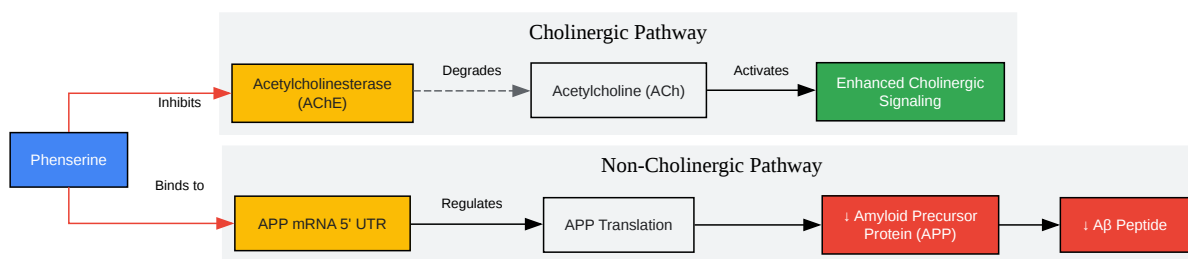 Cholinergic Pathway
Inhibits
Acetylcholinesterase
(AChE)
Degrades
Acetylcholine (ACh)
Activates
Enhanced Cholinergic
Signaling
Phenserine
Non-Cholinergic Pathway
Binds to
APP mRNA 5' UTR
Regulates
APP Translation
↓ Amyloid Precursor
Protein (APP)
↓ Aβ Peptide